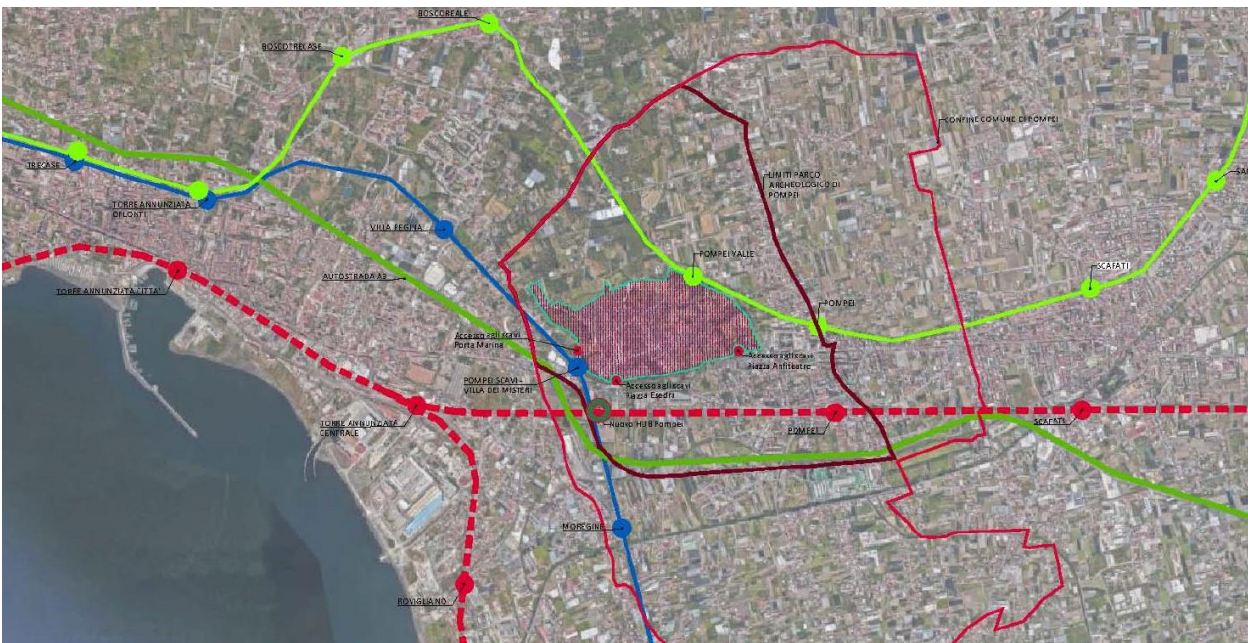 BOSCOREALE
BOSCOTRECASE
CONFINE COMUNE DI POMPEI
TRECASE
LIMITI PARCO
ARCHEOLOGICO DI
POMPEI
TORRE ANNUNZIATA
OPLONTI
VILLA REGINA
POMPEI VALLE
SCAFATI
AUTOSTRADA A3
TORRE ANNUNZIATA CITTA'
POMPEI
Accesso agli scavi
Porta Marina
Accesso agli scavi
Piazza Anfiteatro
POMPEI SCAVI -
VILLA DEI MISTERI
Accesso agli scavi
Piazza Esedra
TORRE ANNUNZIATA
CENTRALE
Nuovo HUB Pompei
POMPEI
SCAFATI
MOREGINE
ROVIGLIANO